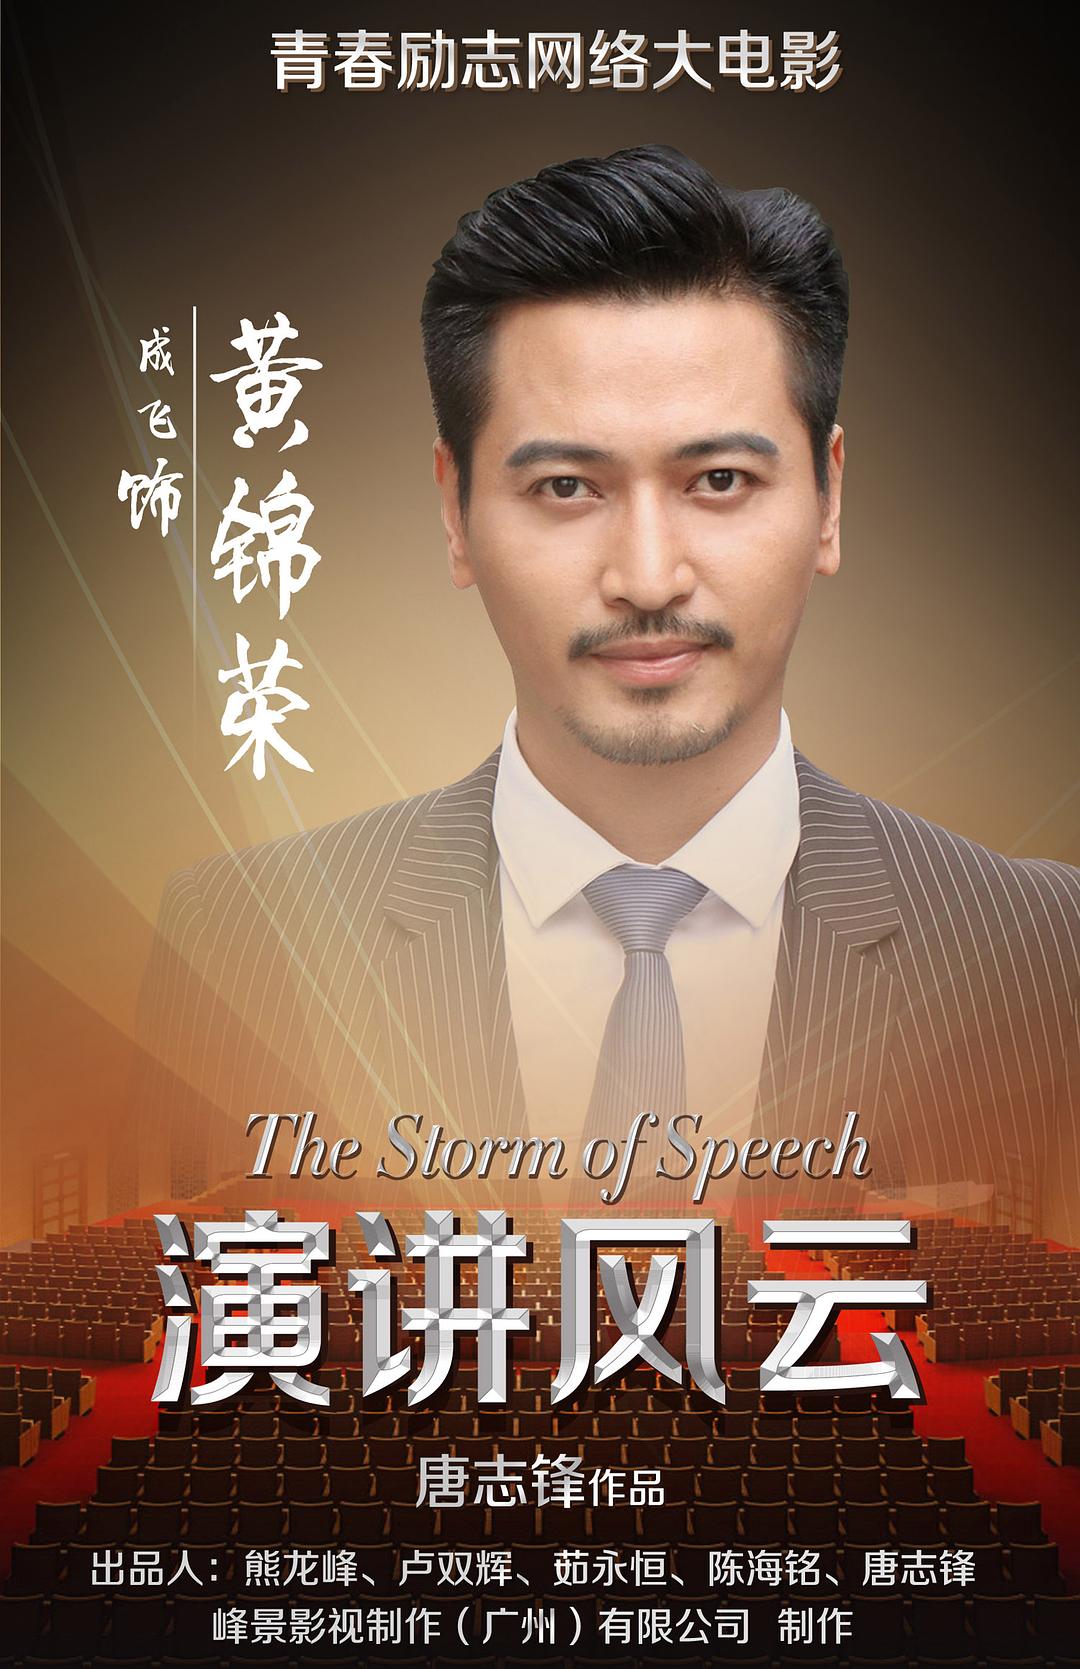 青春励志网络大电影
黄锦荣
成飞饰
The Storm of Speech
演讲风云
唐志锋作品
出品人：熊龙峰、卢双辉、茹永恒、陈海铭、唐志锋
峰景影视制作（广州）有限公司 制作